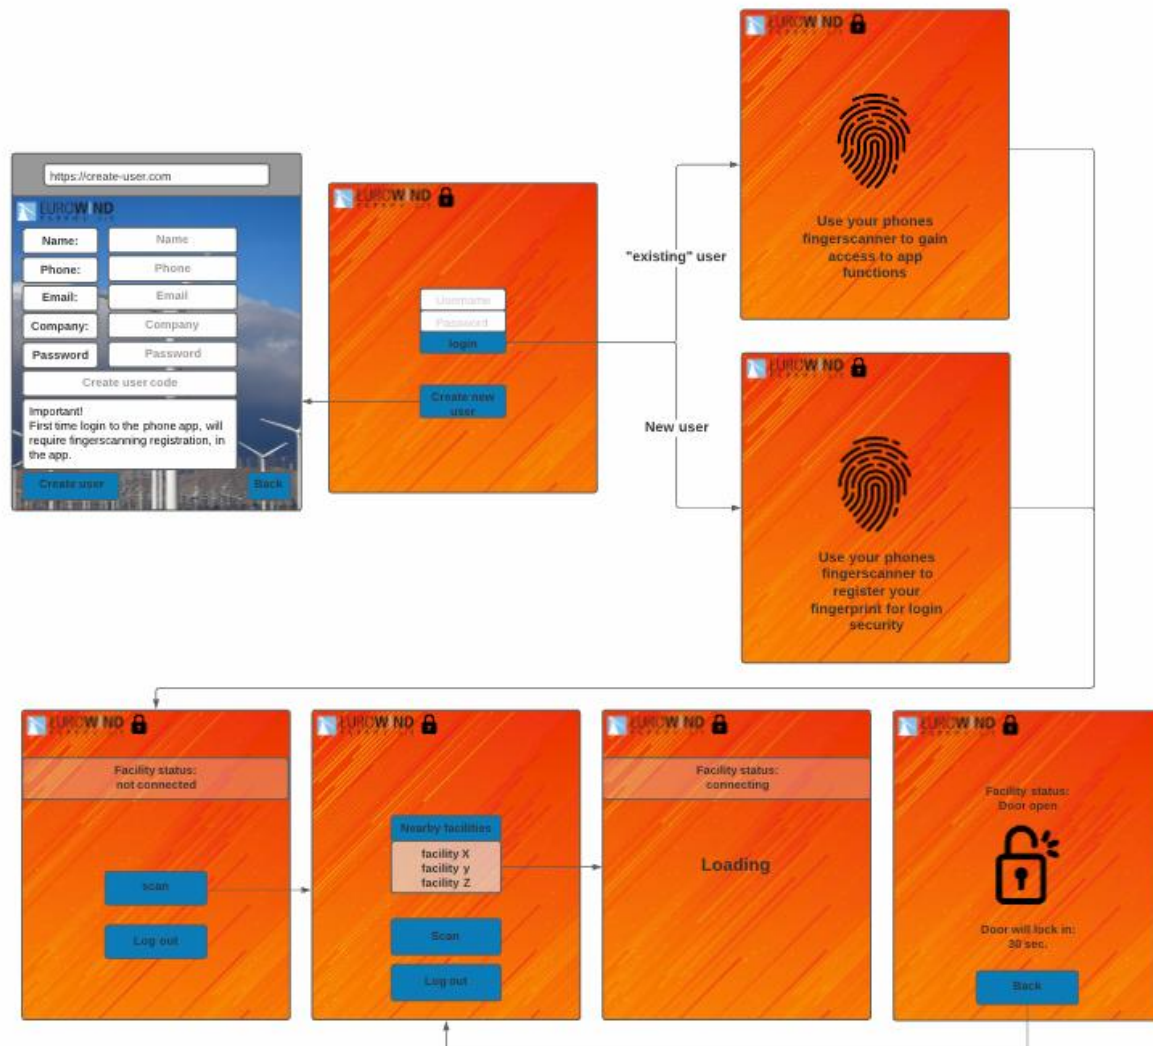 https://create-user.com
EUROWIND
Name:
Name
Phone:
Phone
Email:
Email
Company:
Company
Password
Password
Create user code
Important!
First time login to the phone app, will
require fingerscanning registration, in
the app.
Create user
Back
EUROWIND
Username
Password
login
Create new
user
"existing" user
New user
EUROWIND
Use your phones
fingerscanner to gain
access to app
functions
EUROWIND
Use your phones
fingerscanner to
register your
fingerprint for login
security
EUROWIND
Facility status:
not connected
scan
Log out
EUROWIND
Nearby facilities
facility X
facility y
facility Z
Scan
Log out
EUROWIND
Facility status:
connecting
Loading
EUROWIND
Facility status:
Door open
Door will lock in:
30 sec.
Back